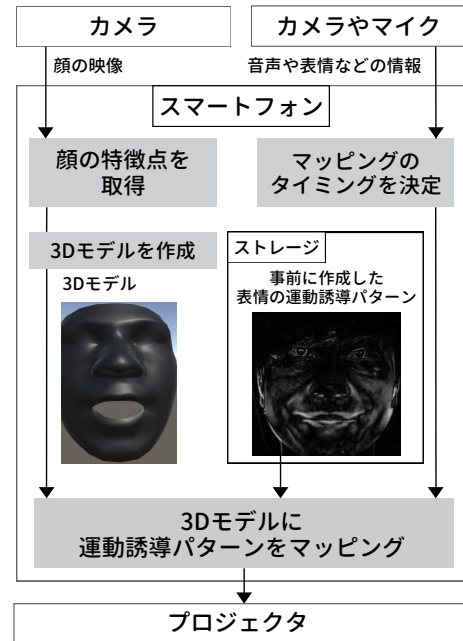 カメラ
カメラやマイク
顔の映像
音声や表情などの情報
スマートフォン
顔の特徴点を
取得
マッピングの
タイミングを決定
3Dモデルを作成
3Dモデル
ストレージ
事前に作成した
表情の運動誘導パターン
3Dモデルに
運動誘導パターンをマッピング
プロジェクタ